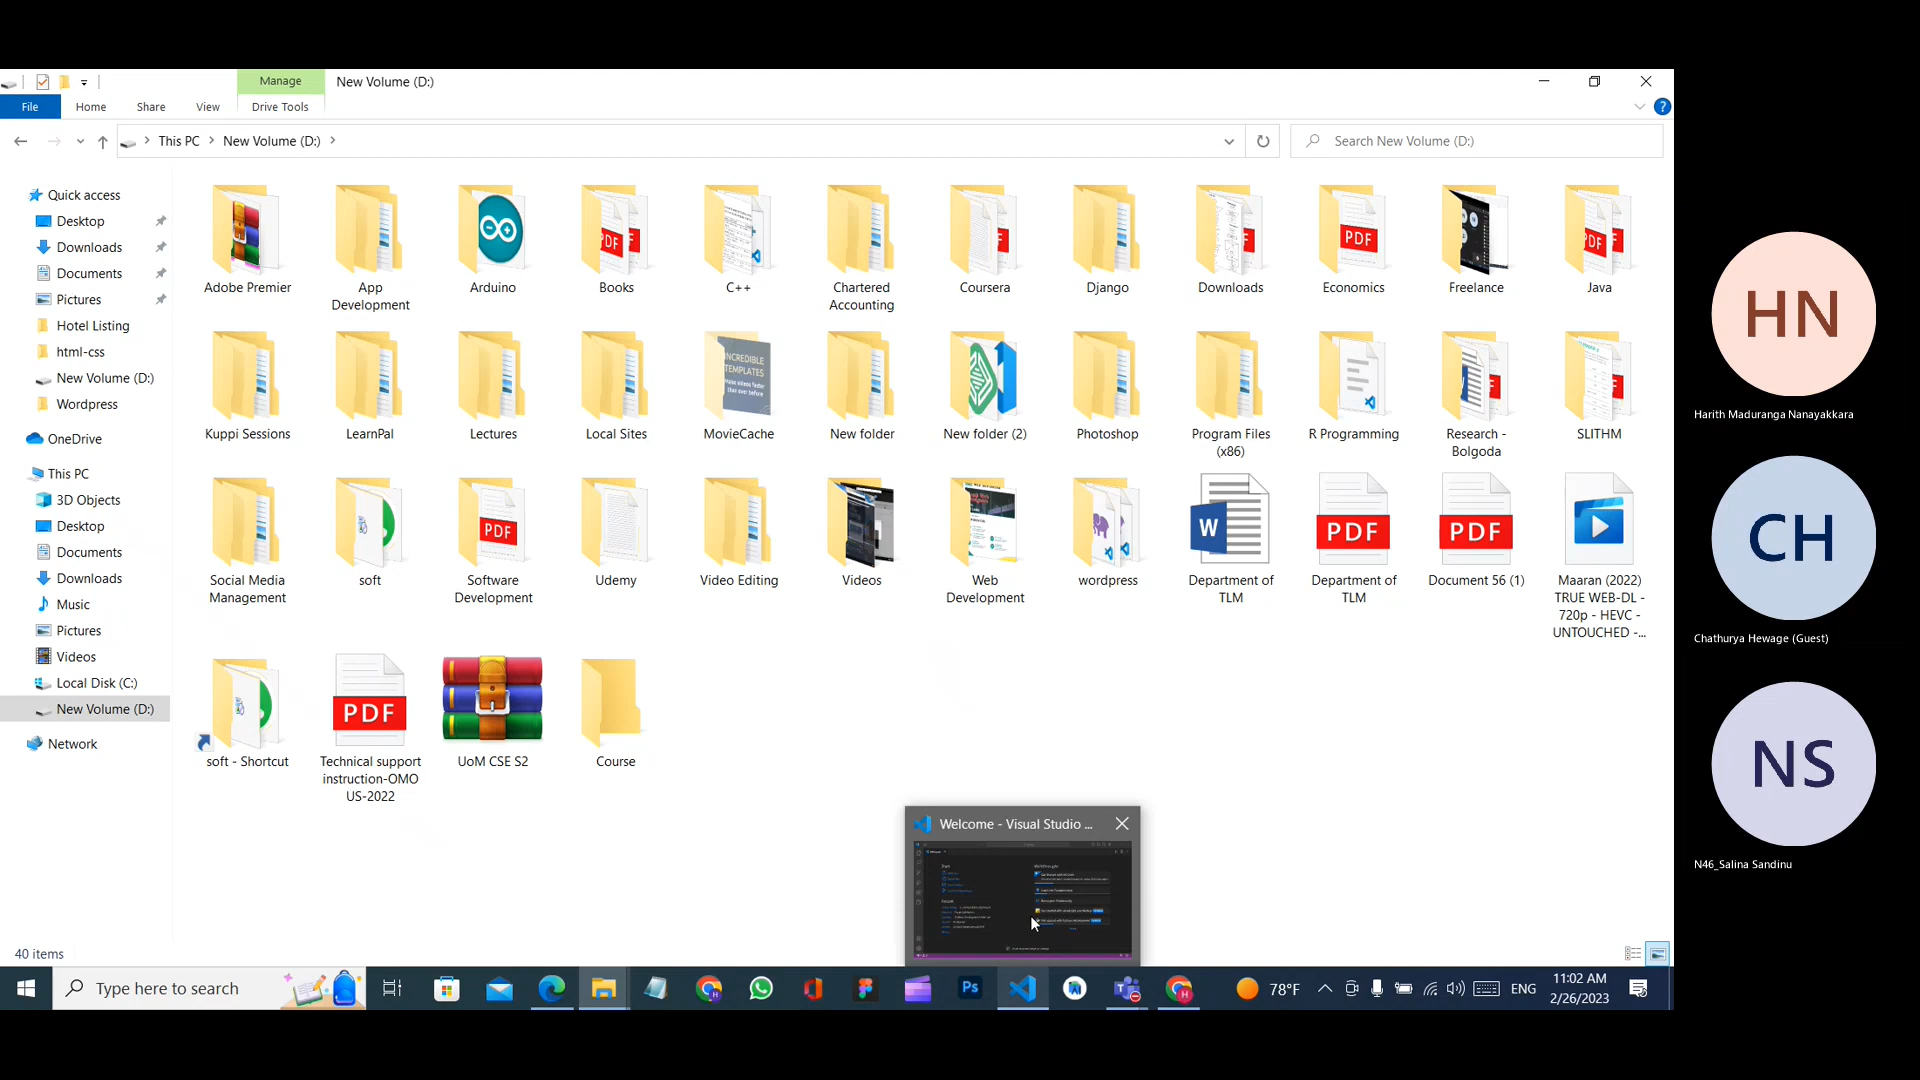 Manage
New Volume (D:)
File
Home
Share
View
Drive Tools
This PC
New Volume (D:)
Search New Volume (D:)
Quick access
Desktop
Downloads
Documents
Pictures
Hotel Listing
html-css
New Volume (D:)
Wordpress
OneDrive
This PC
3D Objects
Desktop
Documents
Downloads
Music
Pictures
Videos
Local Disk (C:)
New Volume (D:)
Network
Adobe Premier
App
Development
Arduino
Books
C++
Chartered
Accounting
Coursera
Django
Downloads
Economics
Freelance
Java
Kuppi Sessions
LearnPal
Lectures
Local Sites
INCREDIBLE
TEMPLATES
MovieCache
New folder
New folder (2)
Photoshop
Program Files
(x86)
R Programming
Research -
Bolgoda
SLITHM
Social Media
Management
soft
Software
Development
Udemy
Video Editing
Videos
Web
Development
wordpress
Department of
TLM
PDF
Department of
TLM
PDF
Document 56 (1)
Maaran (2022)
TRUE WEB-DL -
720p - HEVC -
UNTOUCHED -...
soft - Shortcut
PDF
Technical support
instruction-OMO
US-2022
UoM CSE S2
Course
Welcome - Visual Studio ...
40 items
Type here to search
Ps
78°F
ENG
11:02 AM
2/26/2023
HN
Harith Maduranga Nanayakkara
CH
Chathurya Hewage (Guest)
NS
N46_Salina Sandinu